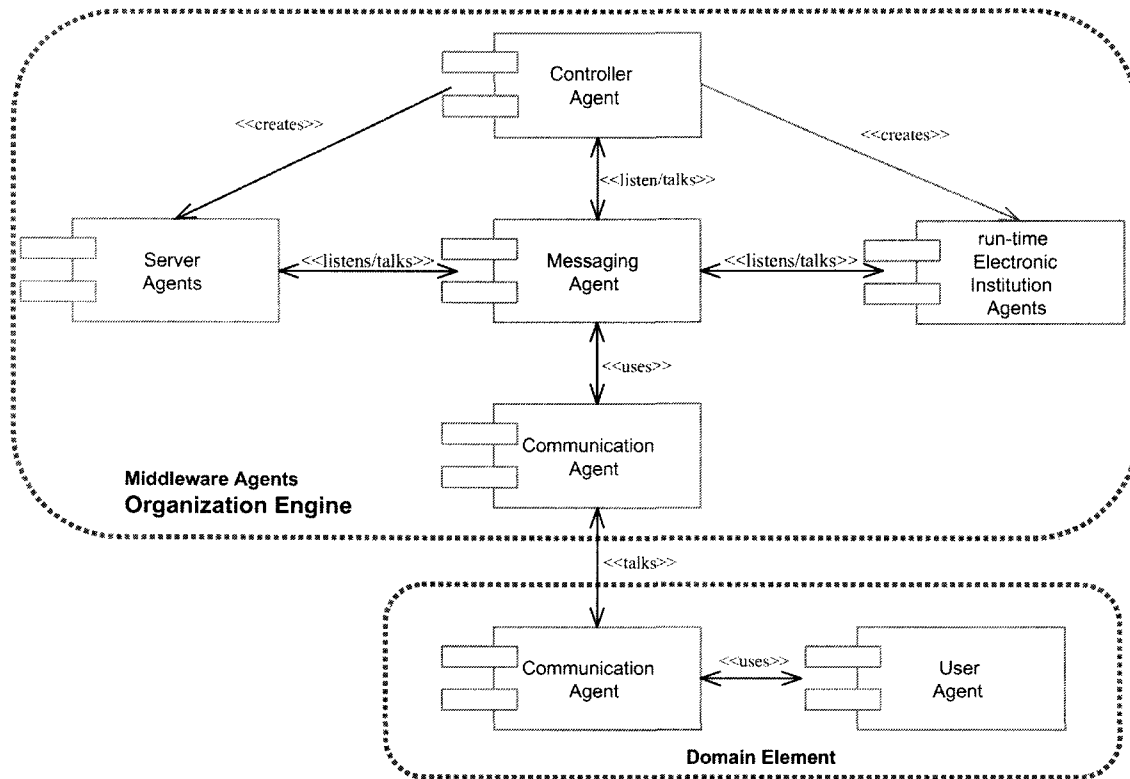 Controller
Agent
<<creates>>
<<creates>>
<<listen/talks>>
Server
Agents
<<listens/talks>>
Messaging
Agent
<<listens/talks>>
run-time
Electronic
Institution
Agents
<<uses>>
Communication
Agent
Middleware Agents
Organization Engine
<<talks>>
Communication
Agent
<<uses>>
User
Agent
Domain Element